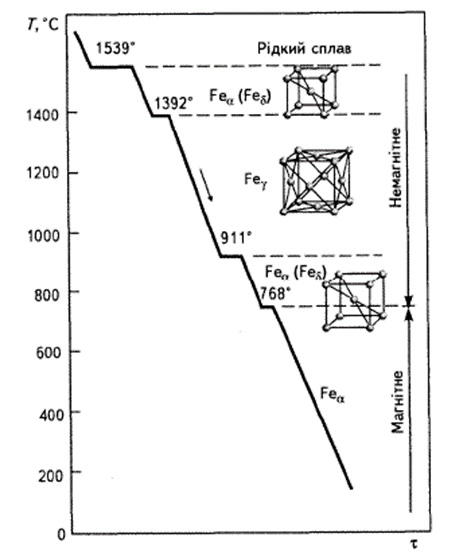 T, °C
1539°
Рідкий сплав
Feα (Feδ)
1392°
1400
1200
Feγ
Немагнітне
1000
911°
Feα (Feδ)
800
768°
600
Feα
400
Магнітне
200
0
τ